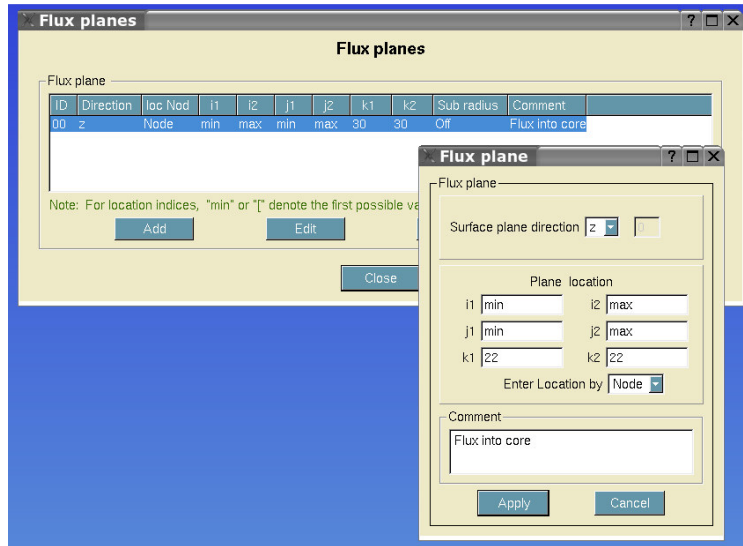 Flux planes
Flux planes
Flux plane
ID Direction loc Nod i1 i2 j1 j2 k1 k2 Sub radius Comment
00 z Node min max min max 30 30 Off Flux into core
Note: For location indices, "min" or "[" denote the first possible va
Add Edit
Close
Flux plane
Flux plane
Surface plane direction z 0
Plane location
i1 min i2 max
j1 min j2 max
k1 22 k2 22
Enter Location by Node
Comment
Flux into core
Apply Cancel